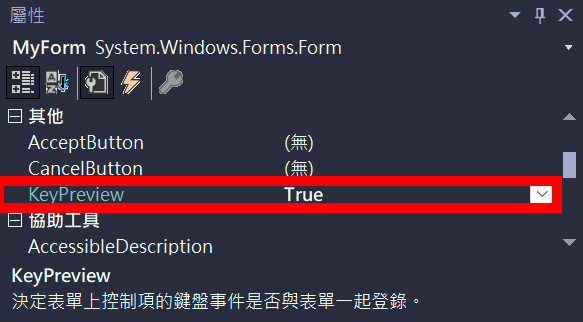 屬性
MyForm System.Windows.Forms.Form
其他
AcceptButton (無)
CancelButton (無)
KeyPreview True
協助工具
AccessibleDescription
KeyPreview
決定表單上控制項的鍵盤事件是否與表單一起登錄。